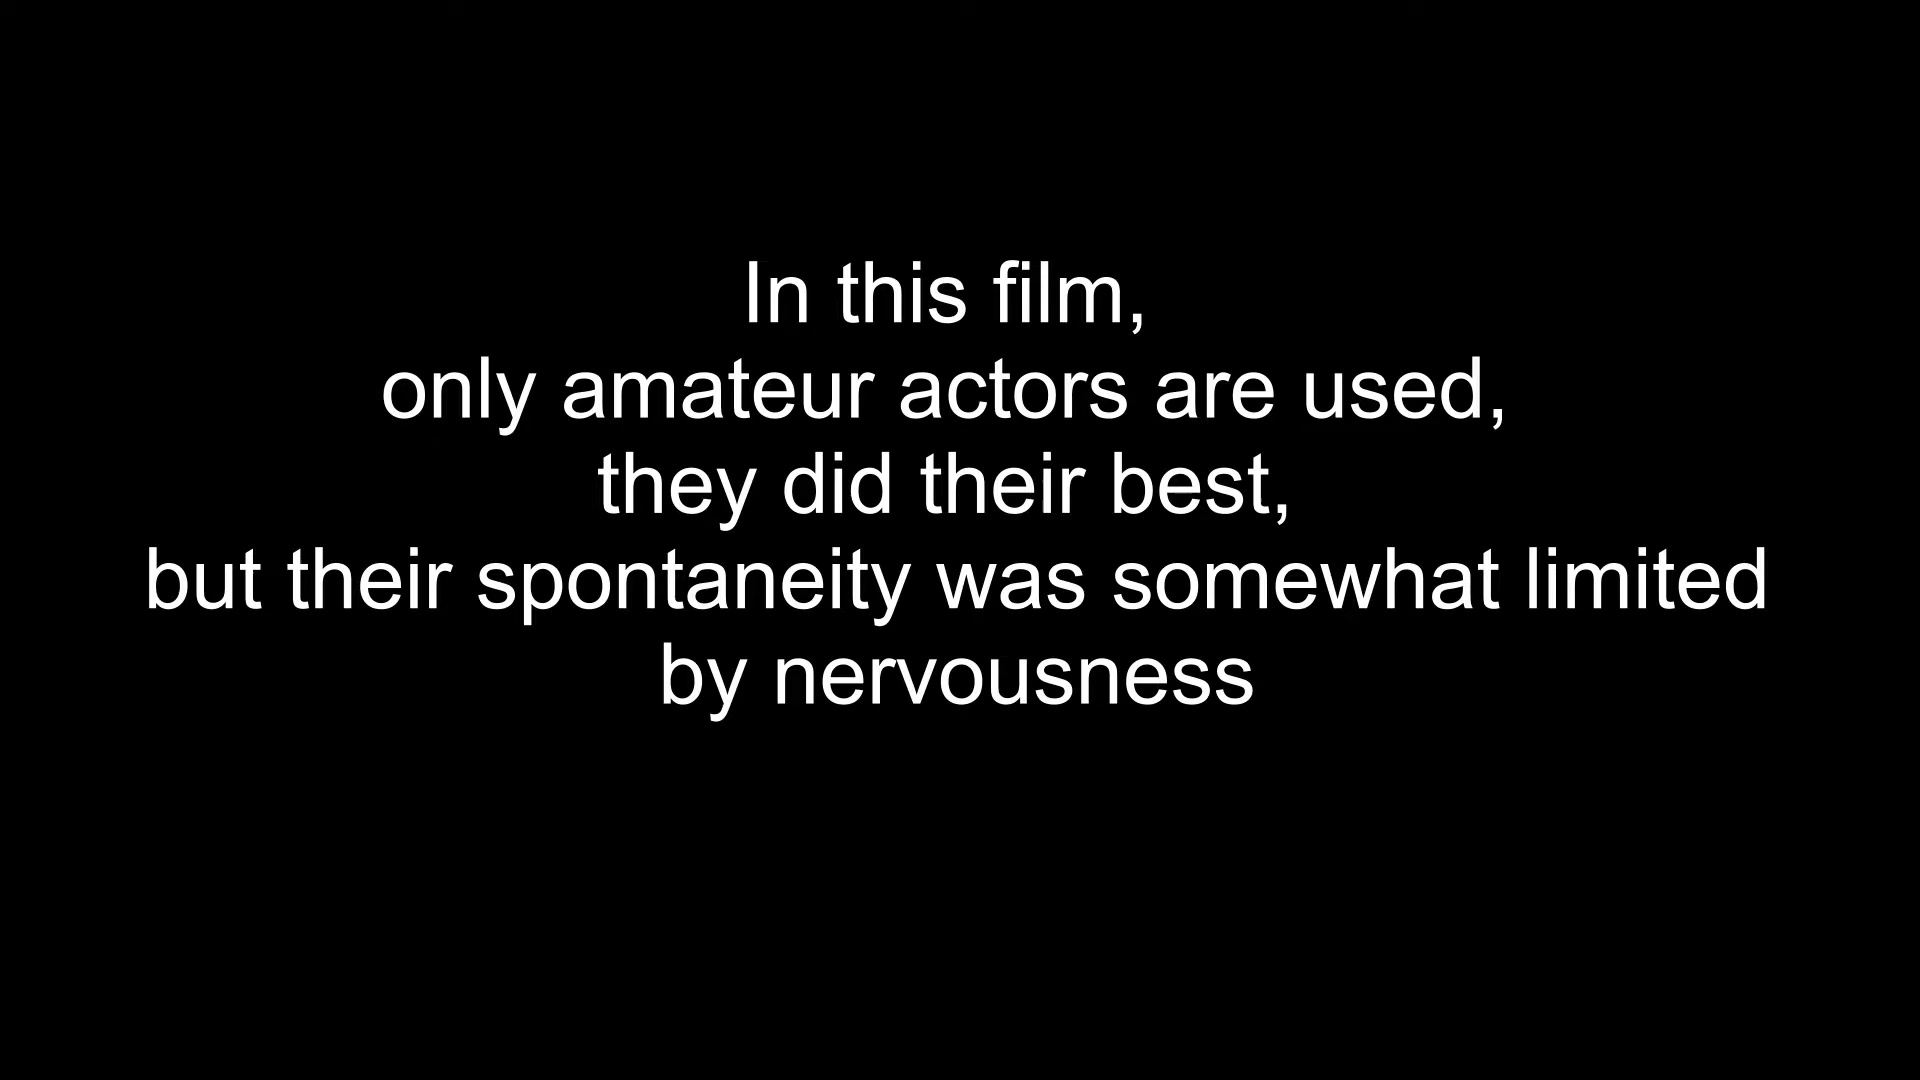 In this film,
only amateur actors are used,
they did their best,
but their spontaneity was somewhat limited
by nervousness